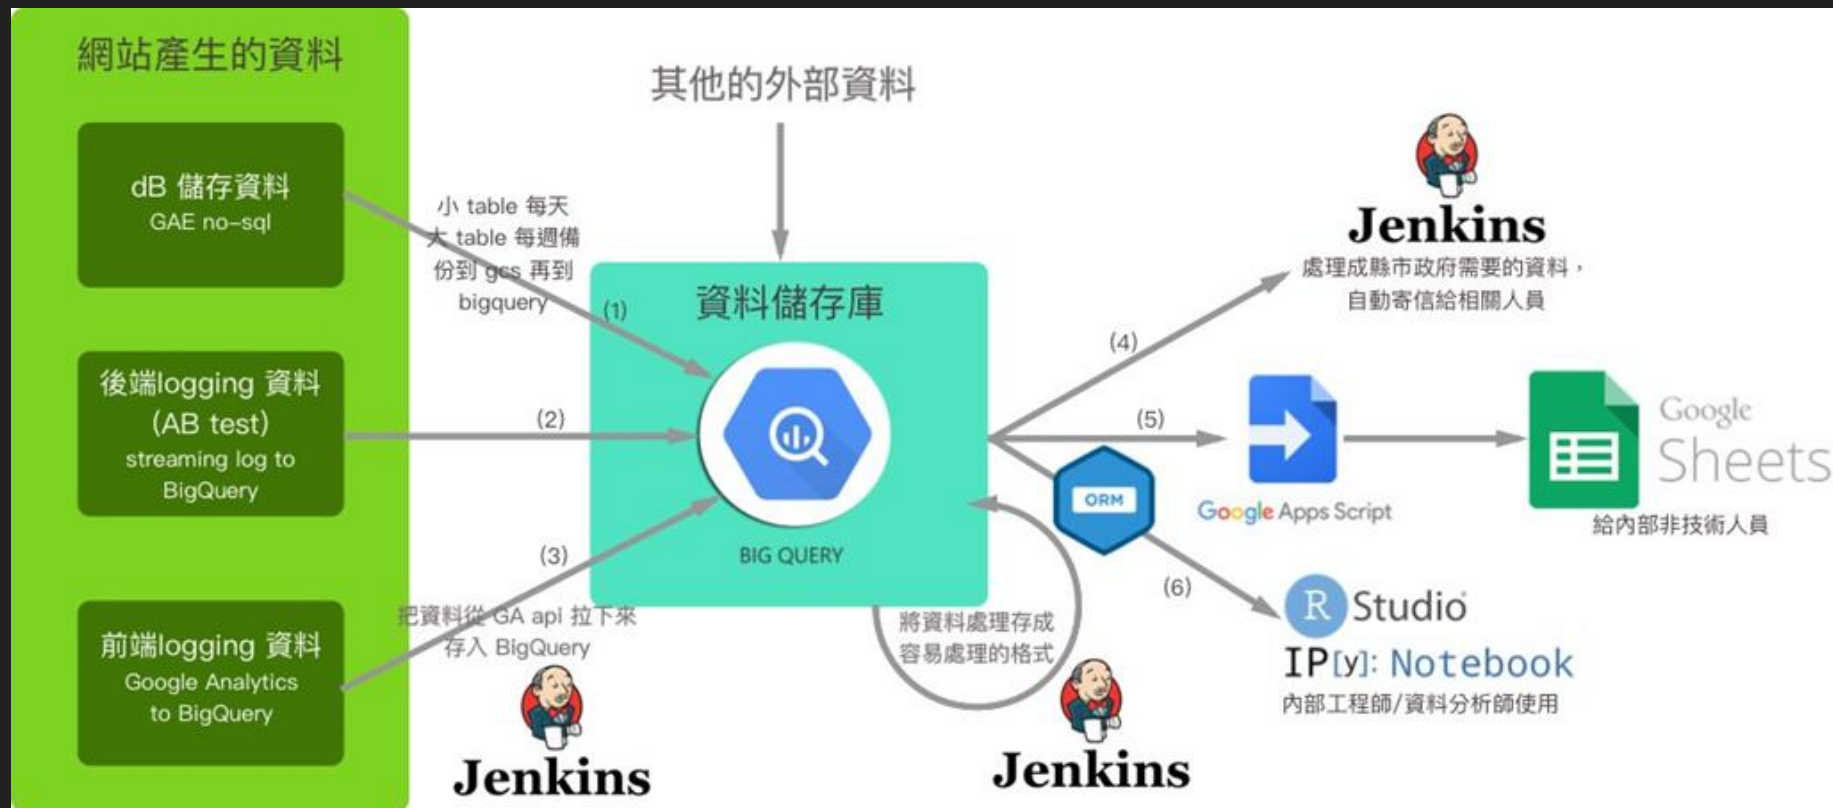 網站產生的資料
dB 儲存資料
GAE no-sql
後端logging 資料
(AB test)
streaming log to
BigQuery
前端logging 資料
Google Analytics
to BigQuery
小 table 每天
大 table 每週備
份到 gcs 再到
bigquery
(1)
(2)
(3)
把資料從 GA api 拉下來
存入 BigQuery
Jenkins
其他的外部資料
資料儲存庫
BIG QUERY
將資料處理存成
容易處理的格式
Jenkins
(4)
Jenkins
處理成縣市政府需要的資料，
自動寄信給相關人員
(5)
Google Apps Script
Google
Sheets
給內部非技術人員
ORM
(6)
R Studio
IP[y]: Notebook
內部工程師/資料分析師使用